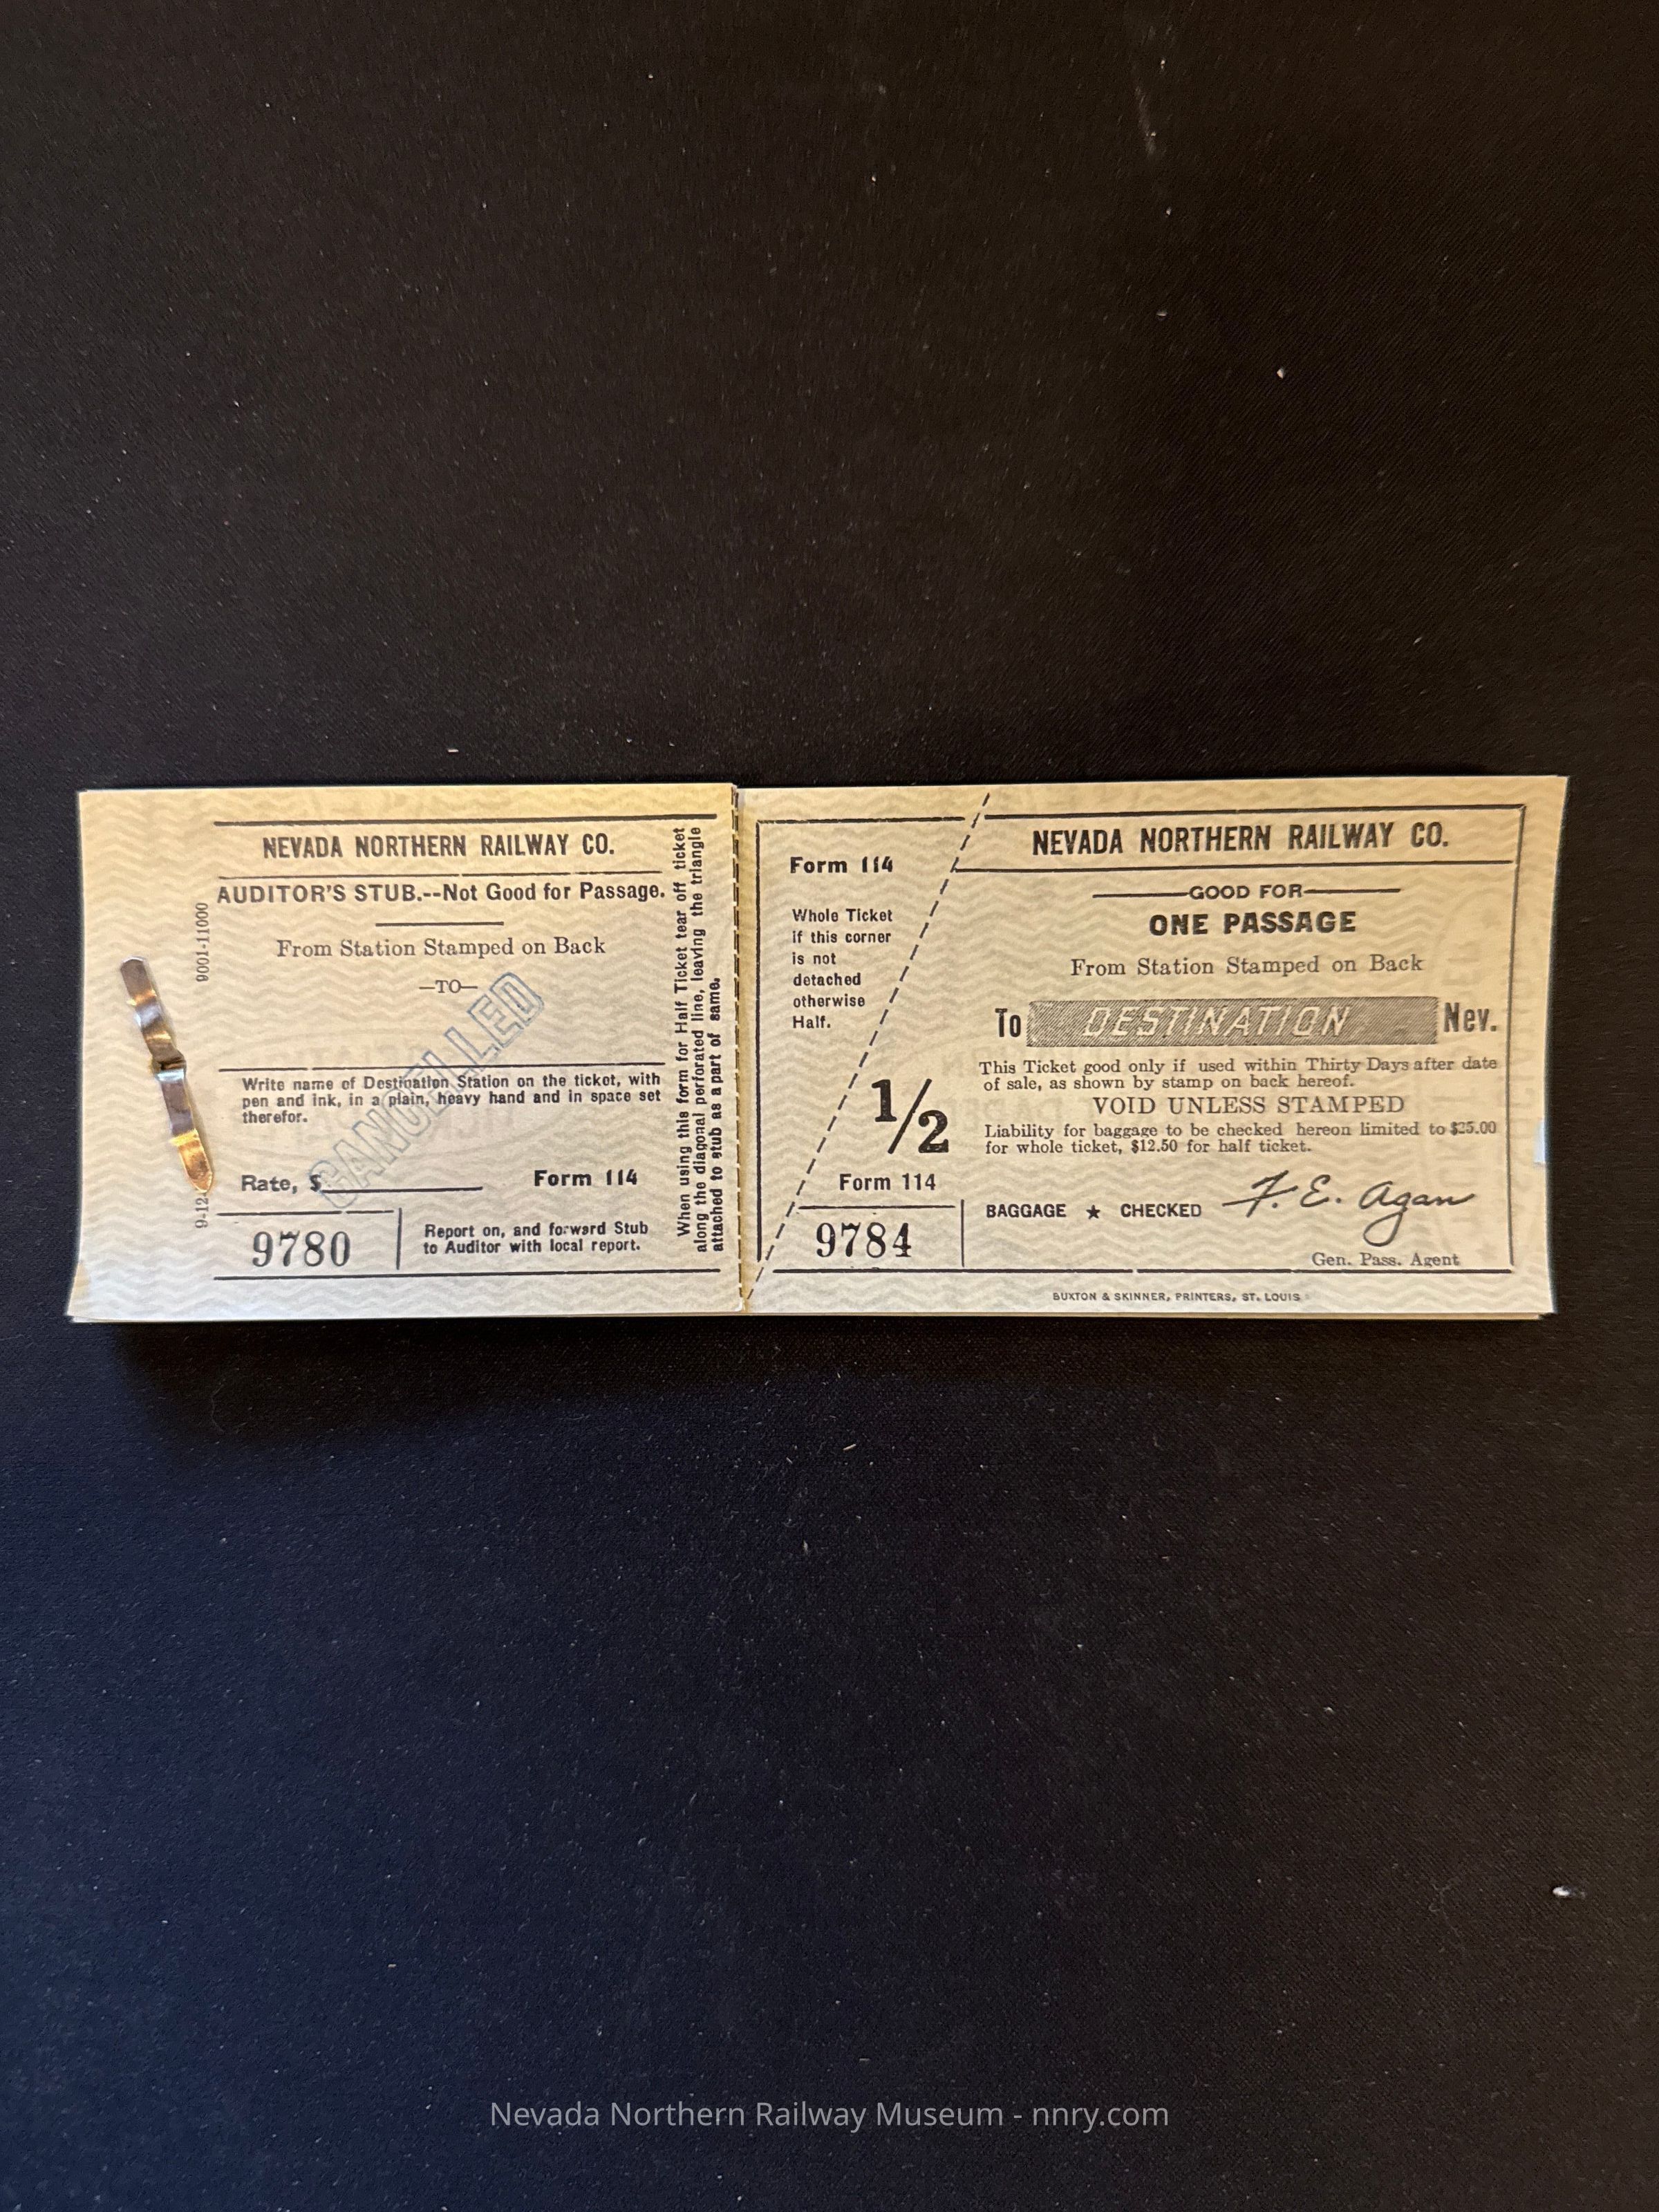 NEVADA NORTHERN RAILWAY CO.
AUDITOR'S STUB.--Not Good for Passage.
From Station Stamped on Back
—TO—
CANCELLED
Write name of Destination Station on the ticket, with
pen and ink, in a plain, heavy hand and in space set
therefor.
Rate, $
Form 114
9780
Report on, and forward Stub
to Auditor with local report.
9001-11000
9-12
When using this form for Half Ticket tear off ticket
along the diagonal perforated line, leaving the triangle
attached to stub as a part of same.
Form 114
Whole Ticket
if this corner
is not
detached
otherwise
Half.
1/2
Form 114
9784
NEVADA NORTHERN RAILWAY CO.
GOOD FOR
ONE PASSAGE
From Station Stamped on Back
To DESTINATION Nev.
This Ticket good only if used within Thirty Days after date
of sale, as shown by stamp on back hereof.
VOID UNLESS STAMPED
Liability for baggage to be checked hereon limited to $25.00
for whole ticket, $12.50 for half ticket.
BAGGAGE ★ CHECKED
F. E. Agan
Gen. Pass. Agent
BUXTON & SKINNER, PRINTERS, ST. LOUIS
Nevada Northern Railway Museum - nnry.com